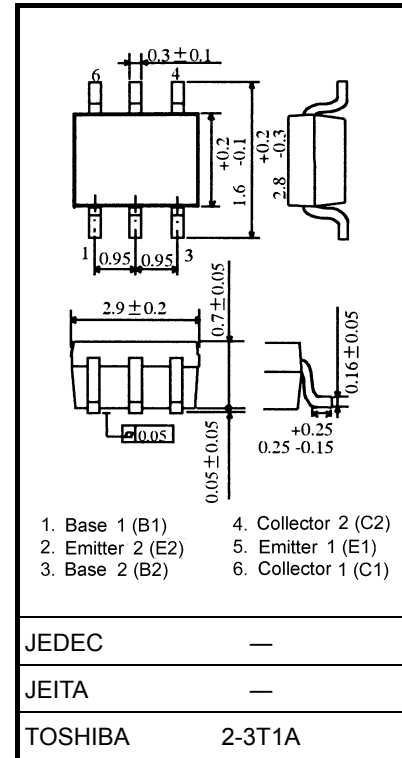 0.3±0.1
6 4
+0.2
1.6 -0.1
+0.2
2.8 -0.3
1 0.95 0.95 3
2.9±0.2
0.7±0.05
0.16±0.05
0.05
+0.25
0.25 -0.15
0.05±0.05
1. Base 1 (B1)
2. Emitter 2 (E2)
3. Base 2 (B2)
4. Collector 2 (C2)
5. Emitter 1 (E1)
6. Collector 1 (C1)
JEDEC —
JEITA —
TOSHIBA 2-3T1A